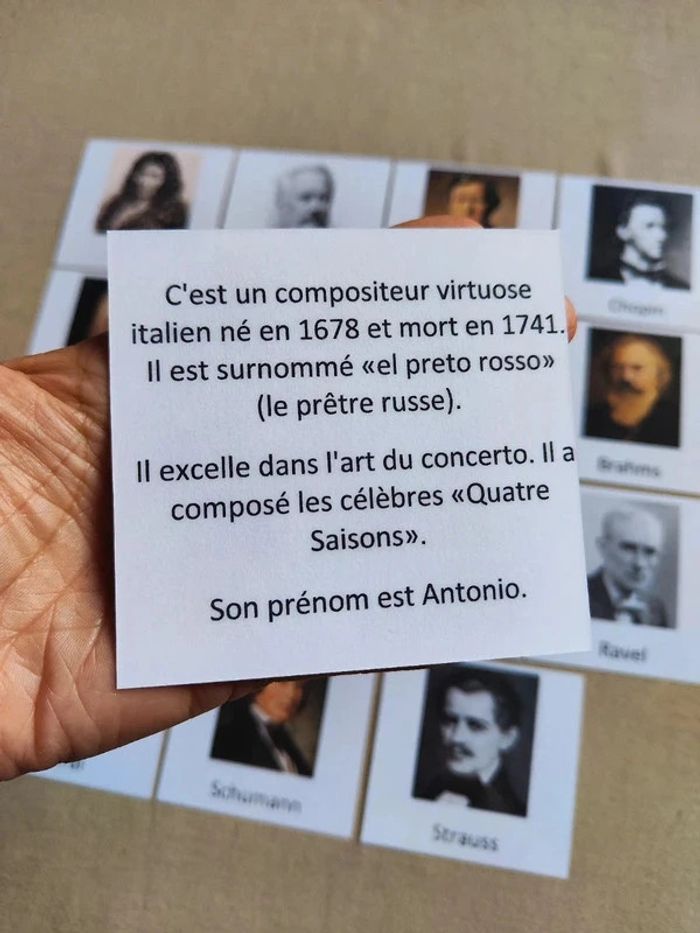 C'est un compositeur virtuose
italien né en 1678 et mort en 1741.
Il est surnommé «el preto rosso»
(le prêtre russe).
Il excelle dans l'art du concerto. Il a
composé les célèbres «Quatre
Saisons».
Son prénom est Antonio.
Chopin
Brahms
Ravel
Schumann
Strauss